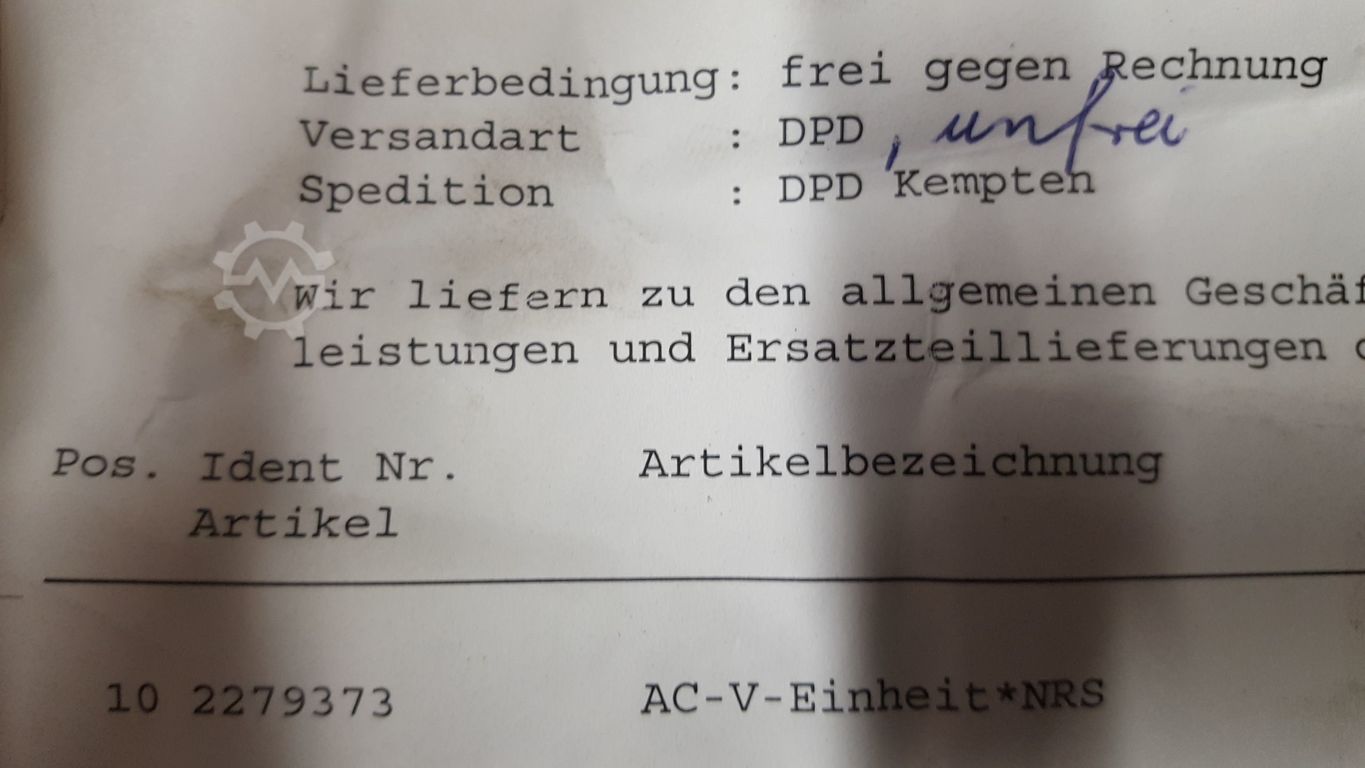 Lieferbedingung: frei gegen Rechnung
Versandart : DPD , unfrei
Spedition : DPD Kempten
Wir liefern zu den allgemeinen Geschäf
leistungen und Ersatzteillieferungen
Pos. Ident Nr. Artikelbezeichnung
Artikel
10 2279373 AC-V-Einheit*NRS